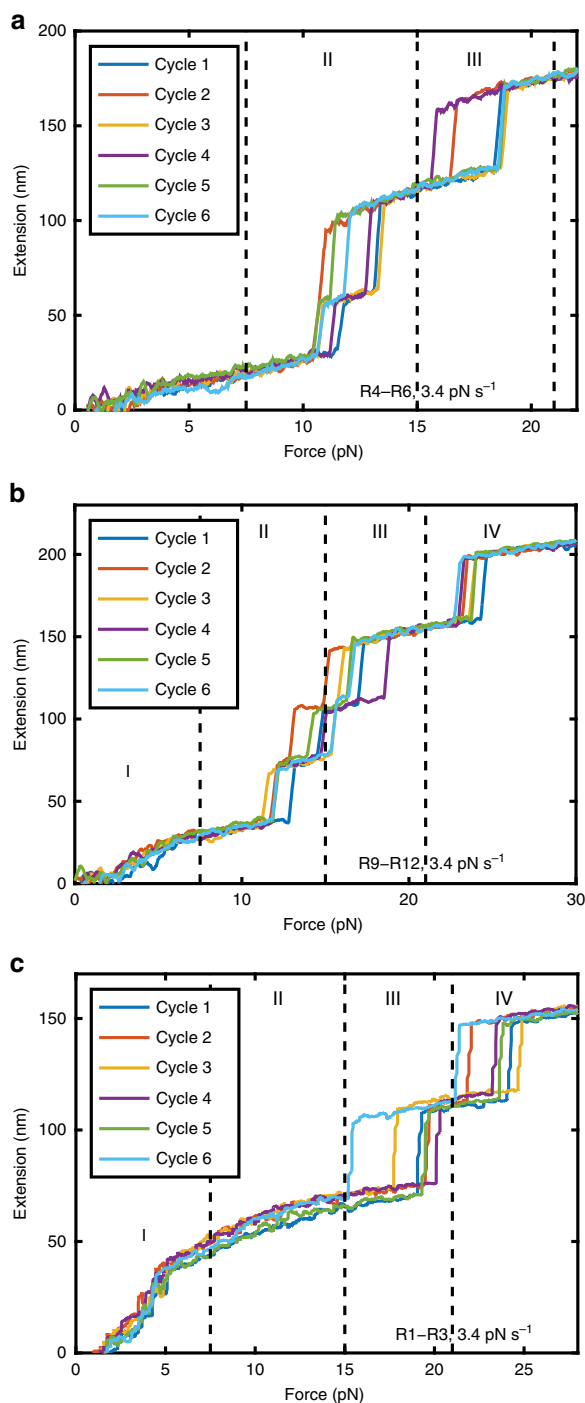 a
200
150
100
50
0
Extension (nm)
Cycle 1
Cycle 2
Cycle 3
Cycle 4
Cycle 5
Cycle 6
II
III
R4–R6, 3.4 pN s⁻¹
0
5
10
15
20
Force (pN)
b
200
150
100
50
0
Extension (nm)
Cycle 1
Cycle 2
Cycle 3
Cycle 4
Cycle 5
Cycle 6
I
II
III
IV
R9–R12, 3.4 pN s⁻¹
0
10
20
30
Force (pN)
c
150
100
50
0
Extension (nm)
Cycle 1
Cycle 2
Cycle 3
Cycle 4
Cycle 5
Cycle 6
I
II
III
IV
R1–R3, 3.4 pN s⁻¹
0
5
10
15
20
25
Force (pN)